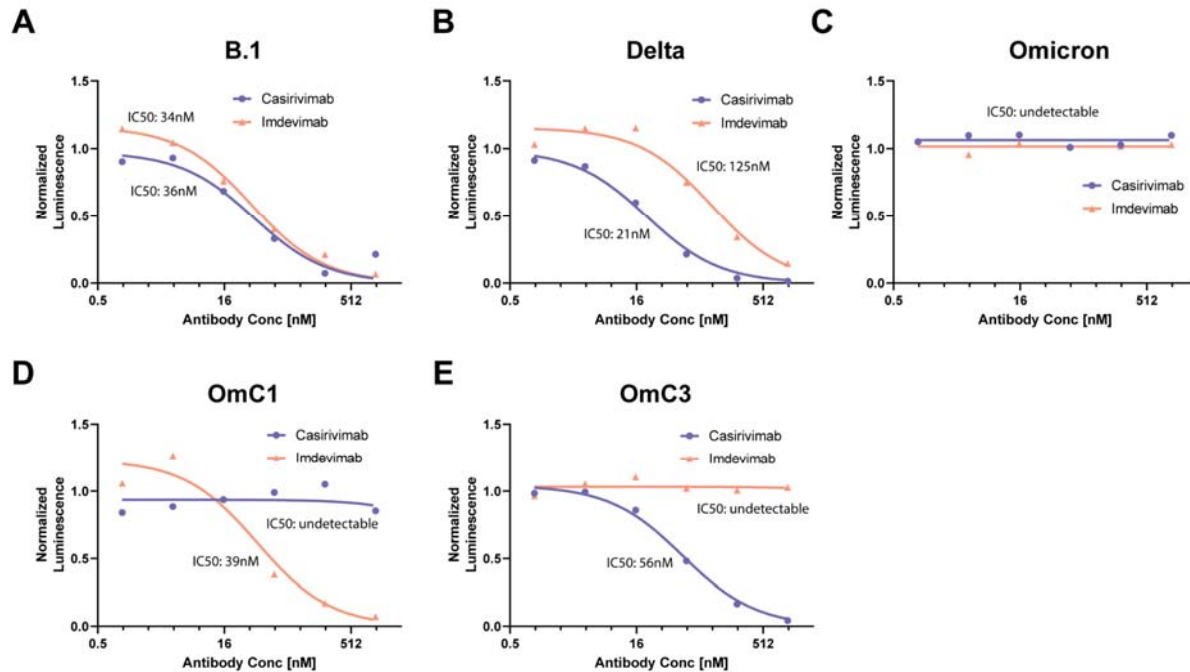 A
B.1
1.5
1.0
0.5
0.0
Normalized
Luminescence
Casirivimab
Imdevimab
IC50: 34nM
IC50: 36nM
0.5
16
512
Antibody Conc [nM]
B
Delta
1.5
1.0
0.5
0.0
Normalized
Luminescence
Casirivimab
Imdevimab
IC50: 125nM
IC50: 21nM
0.5
16
512
Antibody Conc [nM]
C
Omicron
1.5
1.0
0.5
0.0
Normalized
Luminescence
IC50: undetectable
Casirivimab
Imdevimab
0.5
16
512
Antibody Conc [nM]
D
OmC1
1.5
1.0
0.5
0.0
Normalized
Luminescence
Casirivimab
Imdevimab
IC50: undetectable
IC50: 39nM
0.5
16
512
Antibody Conc [nM]
E
OmC3
1.5
1.0
0.5
0.0
Normalized
Luminescence
Casirivimab
Imdevimab
IC50: undetectable
IC50: 56nM
0.5
16
512
Antibody Conc [nM]